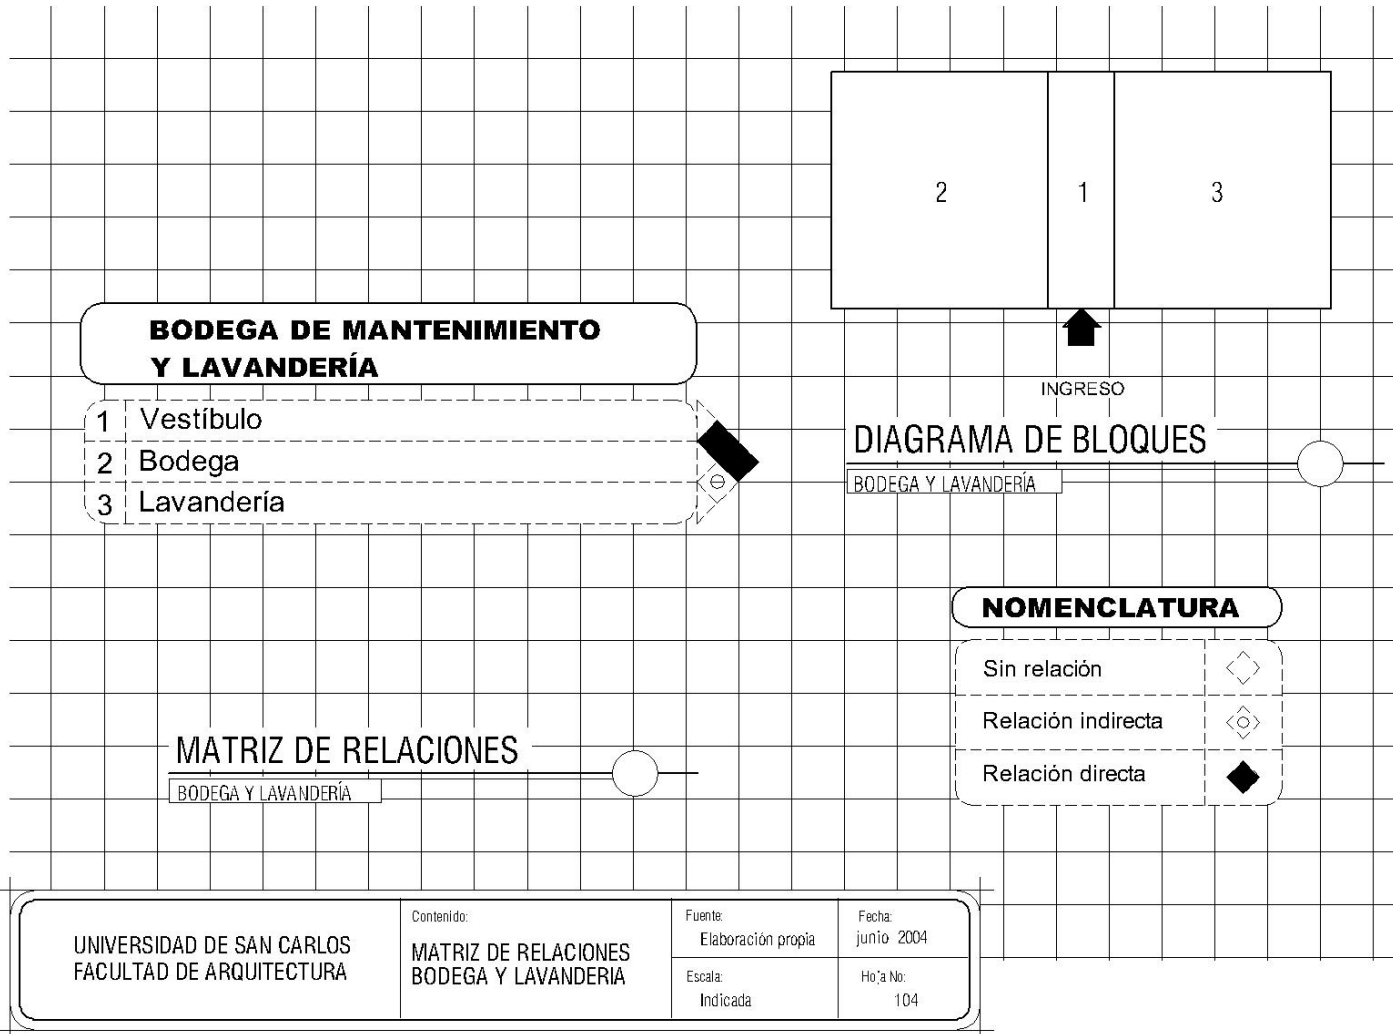 2
1
3
INGRESO
DIAGRAMA DE BLOQUES
BODEGA Y LAVANDERÍA
BODEGA DE MANTENIMIENTO
Y LAVANDERÍA
1 Vestíbulo
2 Bodega
3 Lavandería
NOMENCLATURA
Sin relación
Relación indirecta
Relación directa
MATRIZ DE RELACIONES
BODEGA Y LAVANDERÍA
UNIVERSIDAD DE SAN CARLOS
FACULTAD DE ARQUITECTURA
Contenido:
MATRIZ DE RELACIONES
BODEGA Y LAVANDERIA
Fuente:
Elaboración propia
Fecha:
junio 2004
Escala:
Indicada
Hoja No:
104